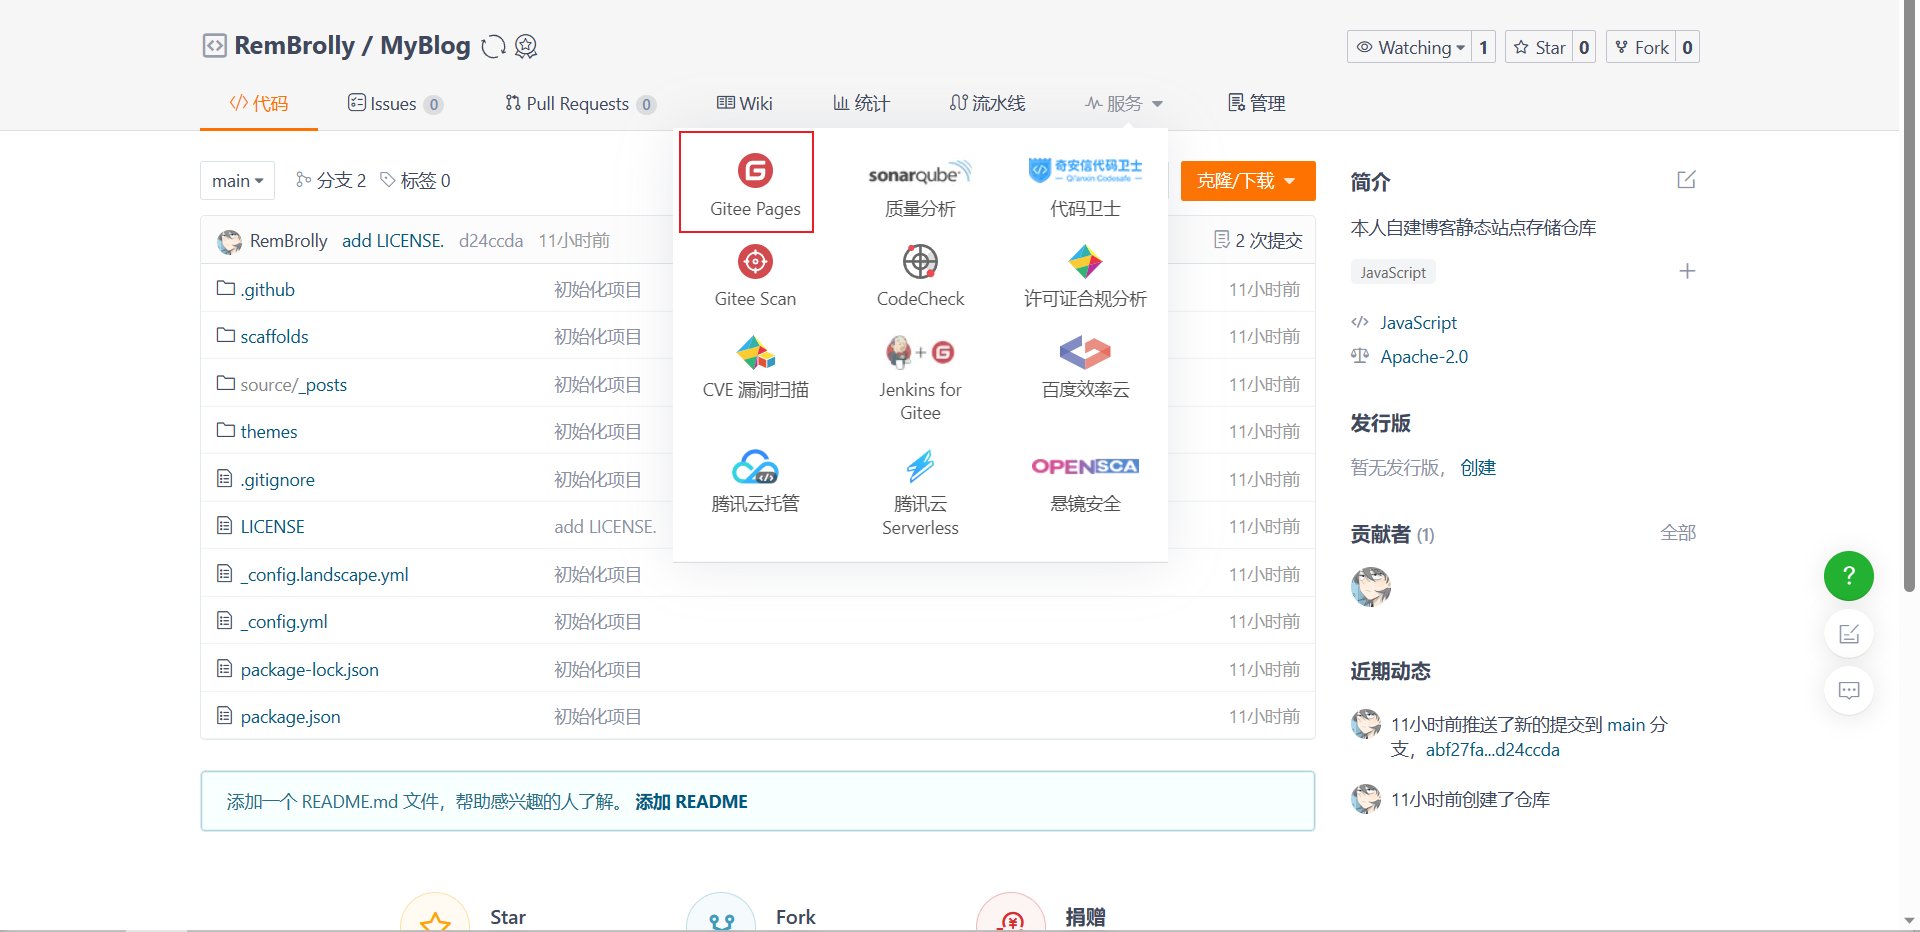 RemBrolly / MyBlog
Watching 1 Star 0 Fork 0
代码 Issues 0 Pull Requests 0 Wiki 统计 流水线 服务 管理
main 分支 2 标签 0
克隆/下载
RemBrolly add LICENSE. d24ccda 11小时前
2 次提交
.github 初始化项目 11小时前
scaffolds 初始化项目 11小时前
source/_posts 初始化项目 11小时前
themes 初始化项目 11小时前
.gitignore 初始化项目 11小时前
LICENSE add LICENSE. 11小时前
_config.landscape.yml 初始化项目 11小时前
_config.yml 初始化项目 11小时前
package-lock.json 初始化项目 11小时前
package.json 初始化项目 11小时前
添加一个 README.md 文件，帮助感兴趣的人了解。 添加 README
G
Gitee Pages
sonarqube
质量分析
奇安信代码卫士
Qi'anxin Codesafe
代码卫士
Gitee Scan
CodeCheck
许可证合规分析
CVE 漏洞扫描
+ G
Jenkins for
Gitee
百度效率云
腾讯云托管
腾讯云
Serverless
OPENSCA
悬镜安全
简介
本人自建博客静态站点存储仓库
JavaScript
JavaScript
Apache-2.0
发行版
暂无发行版， 创建
贡献者 (1) 全部
近期动态
11小时前推送了新的提交到 main 分
支，abf27fa...d24ccda
11小时前创建了仓库
?
Star
Fork
¥
捐赠